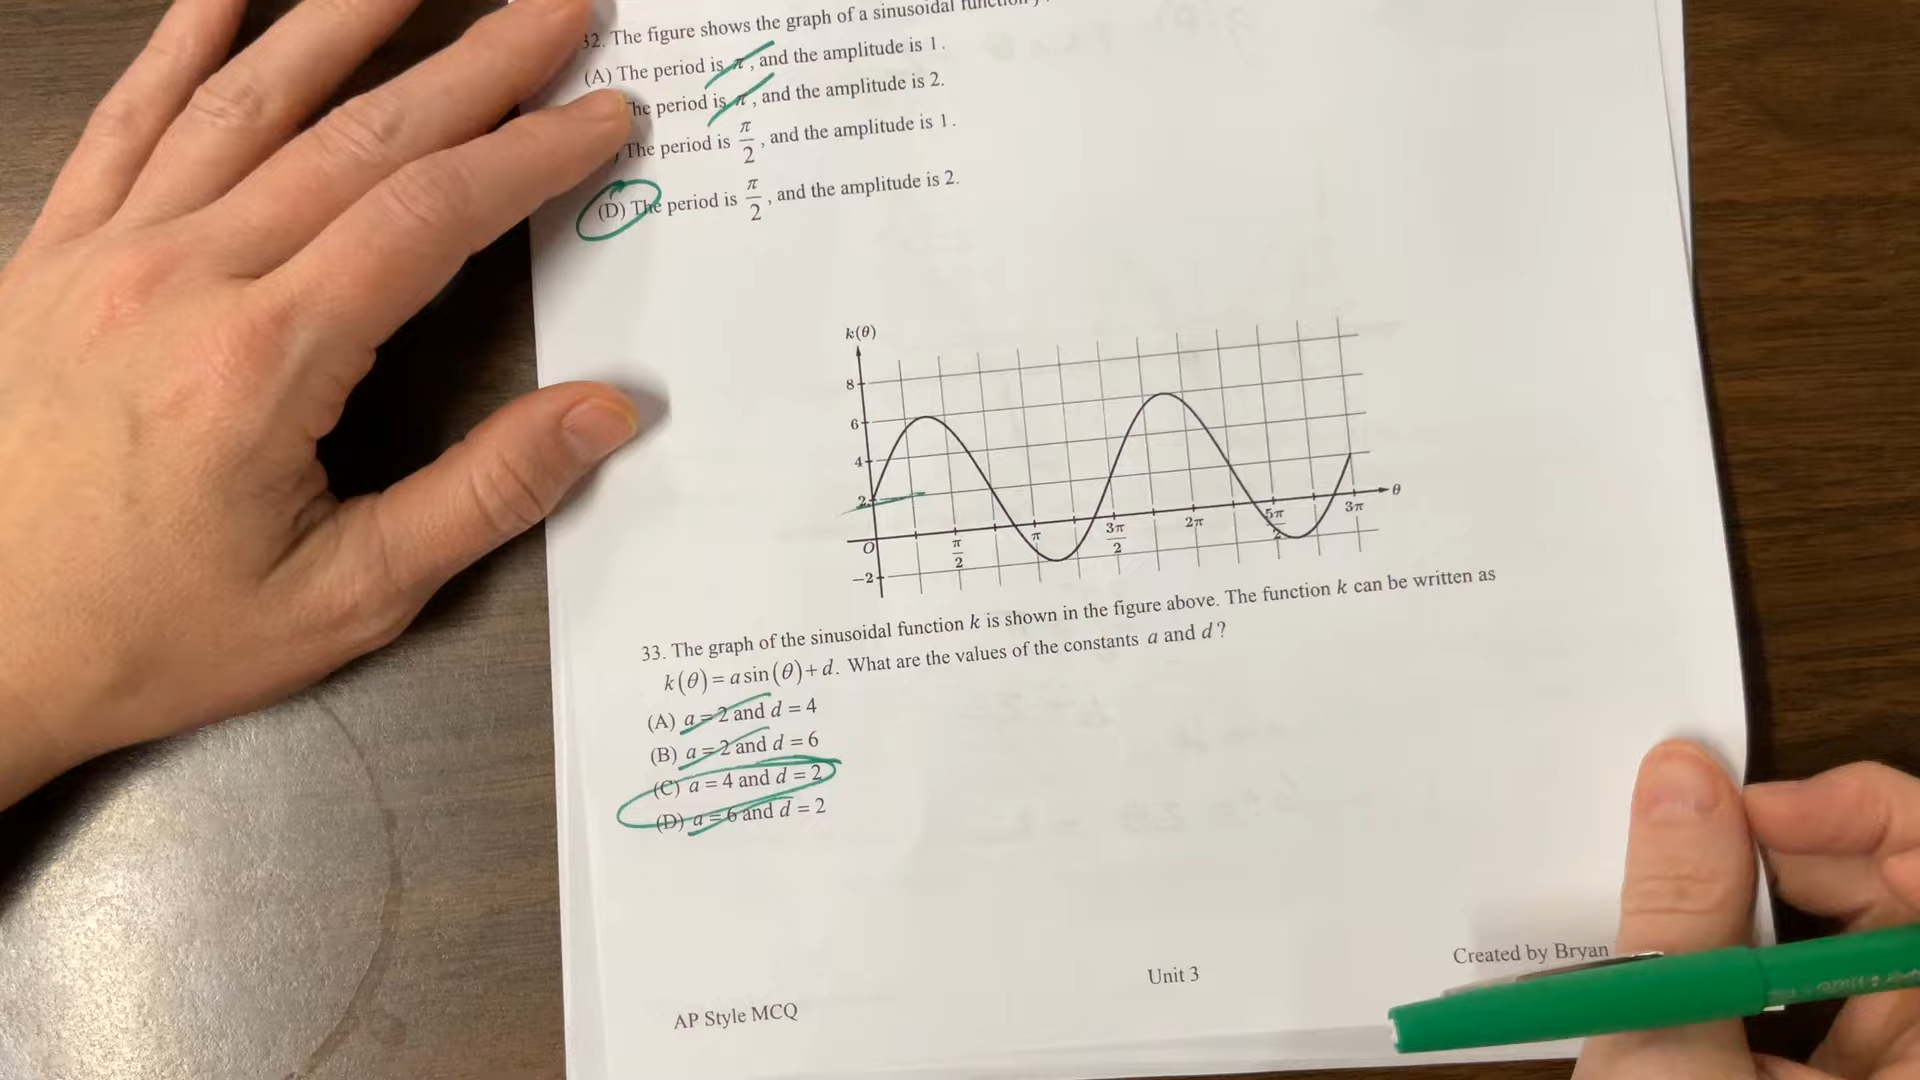 32. The figure shows the graph of a sinusoidal
(A) The period is π, and the amplitude is 1.
he period is π, and the amplitude is 2.
) The period is π/2, and the amplitude is 1.
(D) The period is π/2, and the amplitude is 2.
k(θ)
8
6
4
2
O
−2
π/2
π
3π/2
2π
5π/2
3π
θ
33. The graph of the sinusoidal function k is shown in the figure above. The function k can be written as
k(θ) = a sin(θ) + d. What are the values of the constants a and d?
(A) a = 2 and d = 4
(B) a = 2 and d = 6
(C) a = 4 and d = 2
(D) a = 6 and d = 2
Created by Bryan
Unit 3
AP Style MCQ